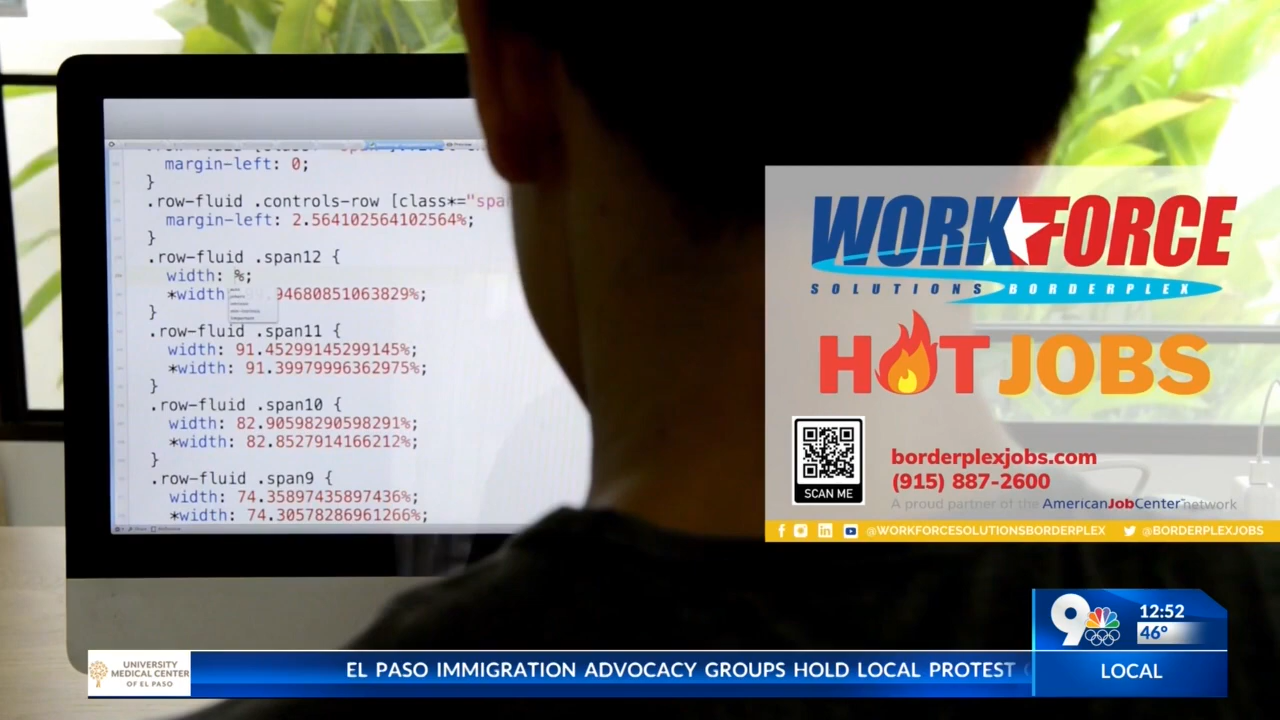 margin-left: 0;
}
.row-fluid .controls-row [class*="spa
margin-left: 2.564102564102564%;
}
.row-fluid .span12 {
width: %;
*width 94680851063829%;
}
.row-fluid .span11 {
width: 91.45299145299145%;
*width: 91.39979996362975%;
}
.row-fluid .span10 {
width: 82.90598290598291%;
*width: 82.8527914166212%;
}
.row-fluid .span9 {
width: 74.35897435897436%;
*width: 74.30578286961266%;
WORKFORCE
SOLUTIONS BORDERPLEX
HOT JOBS
SCAN ME
borderplexjobs.com
(915) 887-2600
A proud partner of the AmericanJobCenter network
@WORKFORCESOLUTIONSBORDERPLEX @BORDERPLEXJOBS
9 12:52
46°
LOCAL
UNIVERSITY
MEDICAL CENTER
OF EL PASO
EL PASO IMMIGRATION ADVOCACY GROUPS HOLD LOCAL PROTEST